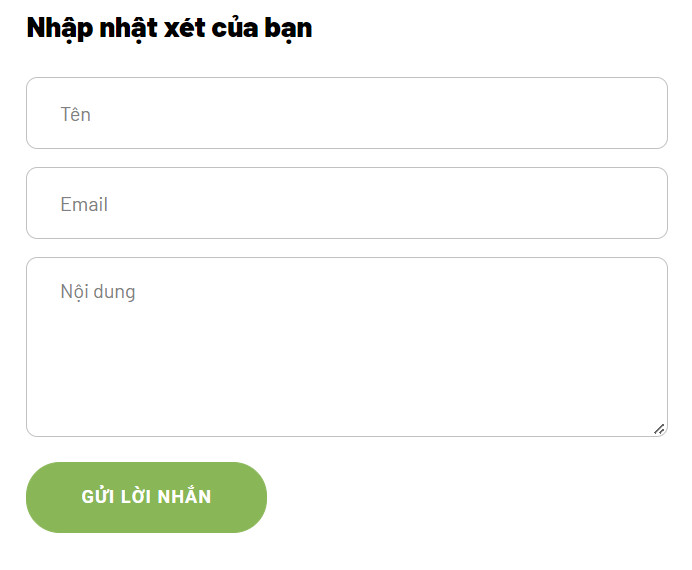 Nhập nhật xét của bạn
Tên
Email
Nội dung
GỬI LỜI NHẮN